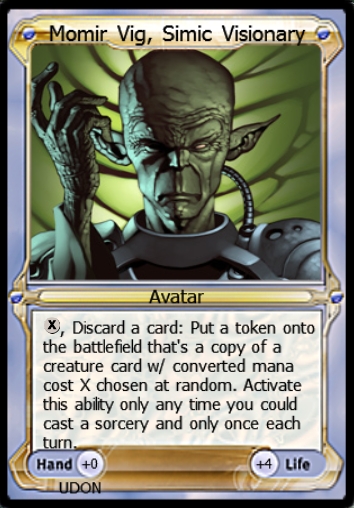 Momir Vig, Simic Visionary
Avatar
X, Discard a card: Put a token onto
the battlefield that's a copy of a
creature card w/ converted mana
cost X chosen at random. Activate
this ability only any time you could
cast a sorcery and only once each
turn.
Hand +0 +4 Life
UDON